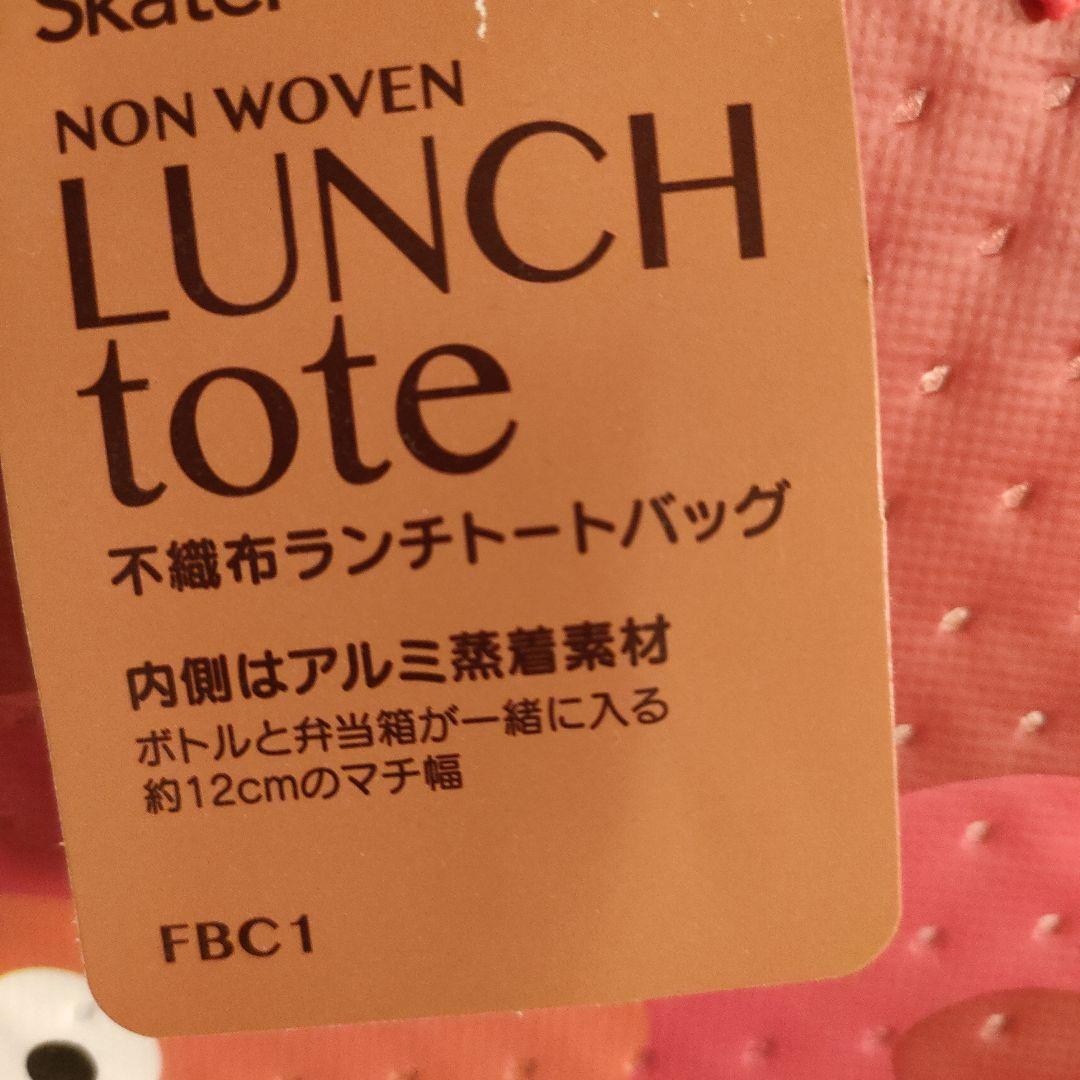 Skater
NON WOVEN
LUNCH
tote
不織布ランチトートバッグ
内側はアルミ蒸着素材
ボトルと弁当箱が一緒に入る
約12cmのマチ幅
FBC1